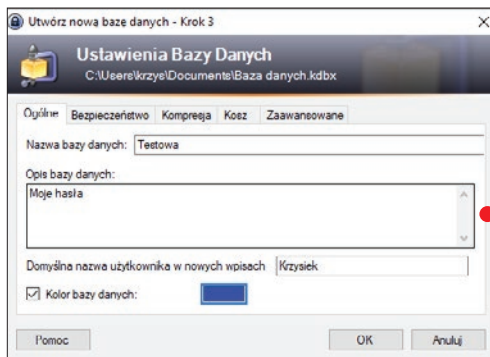 Utwórz nową bazę danych - Krok 3
Ustawienia Bazy Danych
C:\Users\krzys\Documents\Baza danych.kdbx
Ogólne Bezpieczeństwo Kompresja Kosz Zaawansowane
Nazwa bazy danych: Testowa
Opis bazy danych:
Moje hasła
Domyślna nazwa użytkownika w nowych wpisach Krzysiek
Kolor bazy danych:
Pomoc OK Anuluj